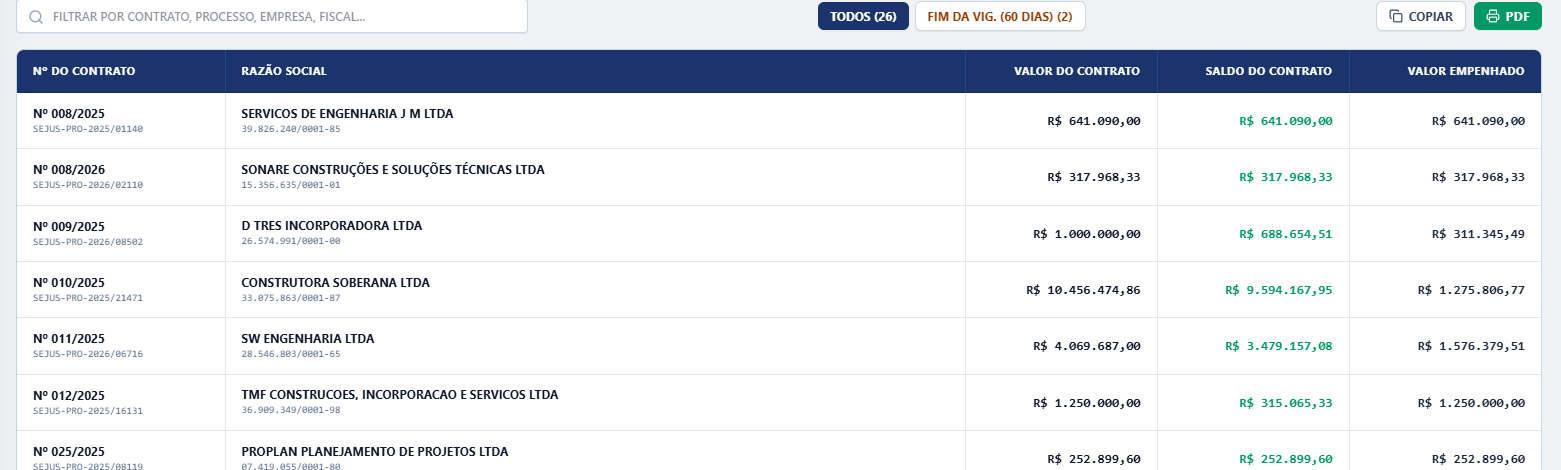 FILTRAR POR CONTRATO, PROCESSO, EMPRESA, FISCAL...
TODOS (26)
FIM DA VIG. (60 DIAS) (2)
COPIAR
PDF
Nº DO CONTRATO RAZÃO SOCIAL VALOR DO CONTRATO SALDO DO CONTRATO VALOR EMPENHADO
Nº 008/2025 SERVICOS DE ENGENHARIA J M LTDA R$ 641.090,00 R$ 641.090,00 R$ 641.090,00
SEJUS-PRO-2025/01140 39.826.240/0001-85
Nº 008/2026 SONARE CONSTRUÇÕES E SOLUÇÕES TÉCNICAS LTDA R$ 317.968,33 R$ 317.968,33 R$ 317.968,33
SEJUS-PRO-2026/02110 15.356.635/0001-01
Nº 009/2025 D TRES INCORPORADORA LTDA R$ 1.000.000,00 R$ 688.654,51 R$ 311.345,49
SEJUS-PRO-2026/08502 26.574.991/0001-00
Nº 010/2025 CONSTRUTORA SOBERANA LTDA R$ 10.456.474,86 R$ 9.594.167,95 R$ 1.275.806,77
SEJUS-PRO-2025/21471 33.075.863/0001-87
Nº 011/2025 SW ENGENHARIA LTDA R$ 4.069.687,00 R$ 3.479.157,08 R$ 1.576.379,51
SEJUS-PRO-2026/06716 28.546.803/0001-65
Nº 012/2025 TMF CONSTRUCOES, INCORPORACAO E SERVICOS LTDA R$ 1.250.000,00 R$ 315.065,33 R$ 1.250.000,00
SEJUS-PRO-2025/16131 36.909.349/0001-98
Nº 025/2025 PROPLAN PLANEJAMENTO DE PROJETOS LTDA R$ 252.899,60 R$ 252.899,60 R$ 252.899,60
SEJUS-PRO-2025/08119 07.419.055/0001-80